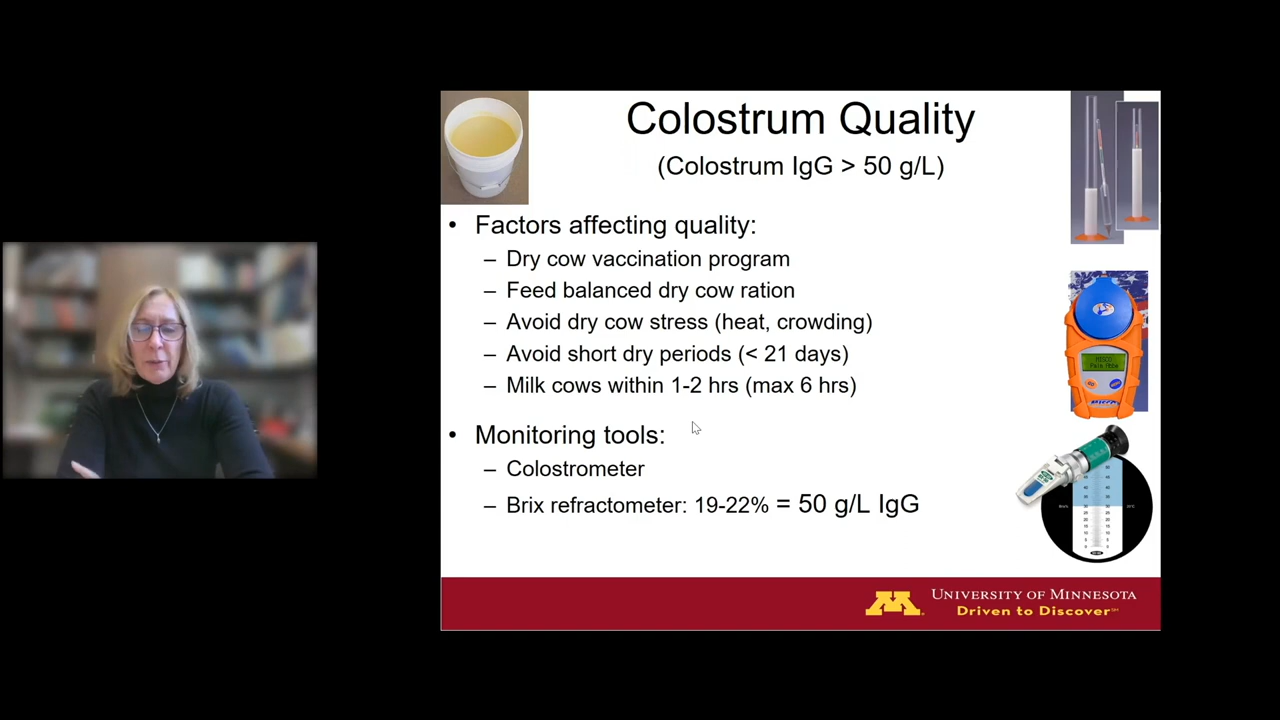 Colostrum Quality
(Colostrum IgG > 50 g/L)
• Factors affecting quality:
– Dry cow vaccination program
– Feed balanced dry cow ration
– Avoid dry cow stress (heat, crowding)
– Avoid short dry periods (< 21 days)
– Milk cows within 1-2 hrs (max 6 hrs)
• Monitoring tools:
– Colostrometer
– Brix refractometer: 19-22% = 50 g/L IgG
MISCO
UNIVERSITY OF MINNESOTA
Driven to Discover℠